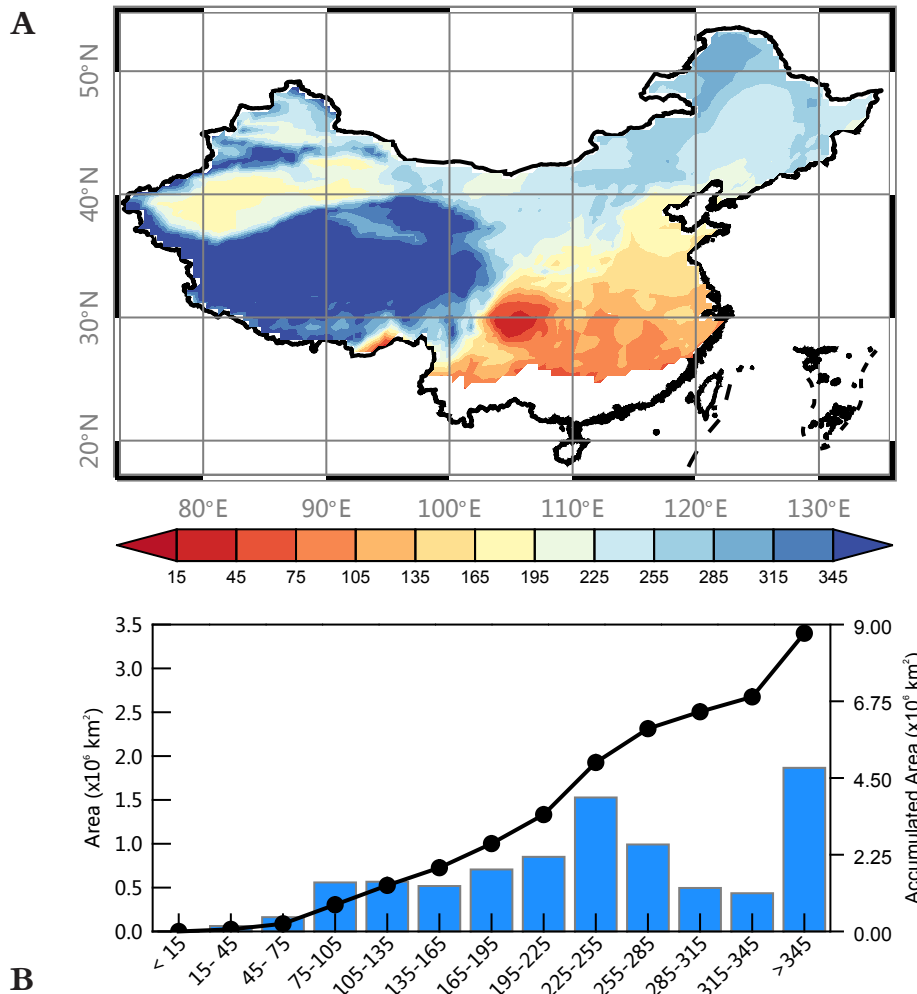 A
50°N
40°N
30°N
20°N
80°E 90°E 100°E 110°E 120°E 130°E
15 45 75 105 135 165 195 225 255 285 315 345
3.5
3.0
2.5
2.0
1.5
1.0
0.5
0.0
Area (x10⁶ km²)
9.00
6.75
4.50
2.25
0.00
Accumulated Area (x10⁶ km²)
< 15 15- 45 45- 75 75-105 105-135 135-165 165-195 195-225 225-255 255-285 285-315 315-345 >345
B